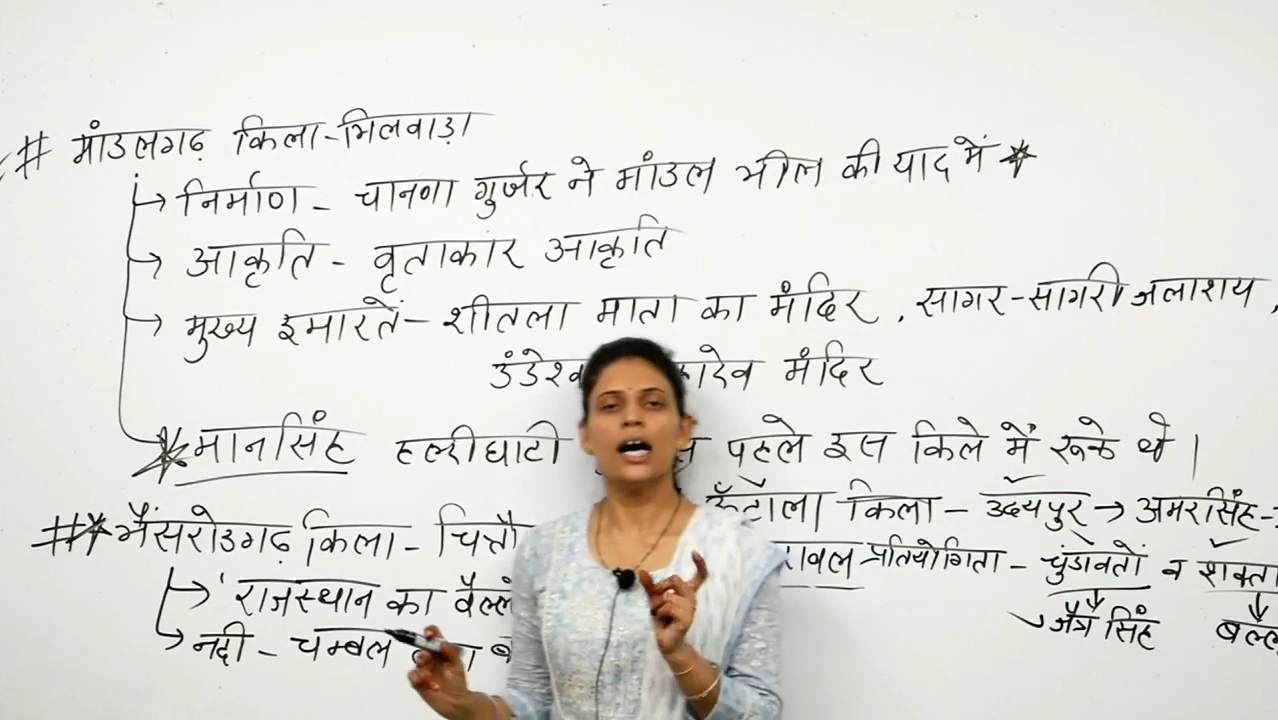 # मांडलगढ़ किला-भिलवाड़ा
→ निर्माण - चानणा गुर्जर ने मांडल भील की याद में *
→ आकृति - वृताकार आकृति
→ मुख्य इमारतें - शीतला माता का मंदिर, सागर-सागरी जलाशय,
मंदिर
* मानसिंह हल्दीघाटी पहले इस किले में रूके थे।
##* भैंसरोडगढ़ किला -
→ 'राजस्थान का
→ नदी - चम्बल
ऊँटाला किला - उदयपुर → अमरसिंह -
प्रतियोगिता - चुंडावतों व
↓ ↓
जैत्र सिंह